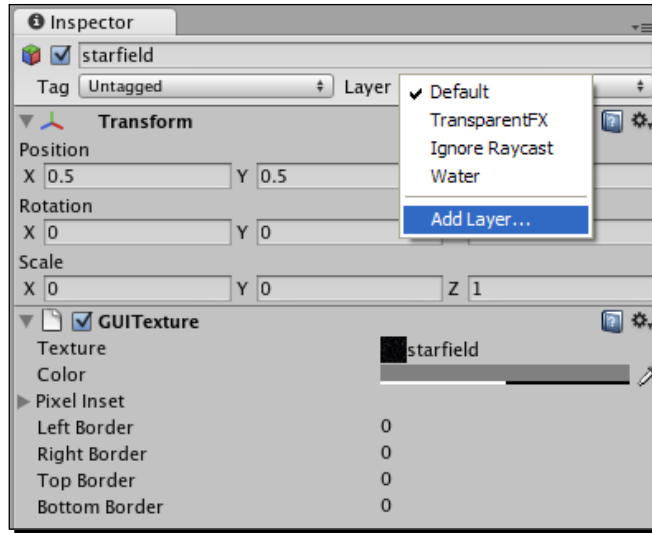 Inspector
starfield
Tag Untagged Layer
Default
TransparentFX
Ignore Raycast
Water
Add Layer...
Transform
Position
X 0.5 Y 0.5
Rotation
X 0 Y 0
Scale
X 0 Y 0 Z 1
GUITexture
Texture starfield
Color
Pixel Inset
Left Border 0
Right Border 0
Top Border 0
Bottom Border 0